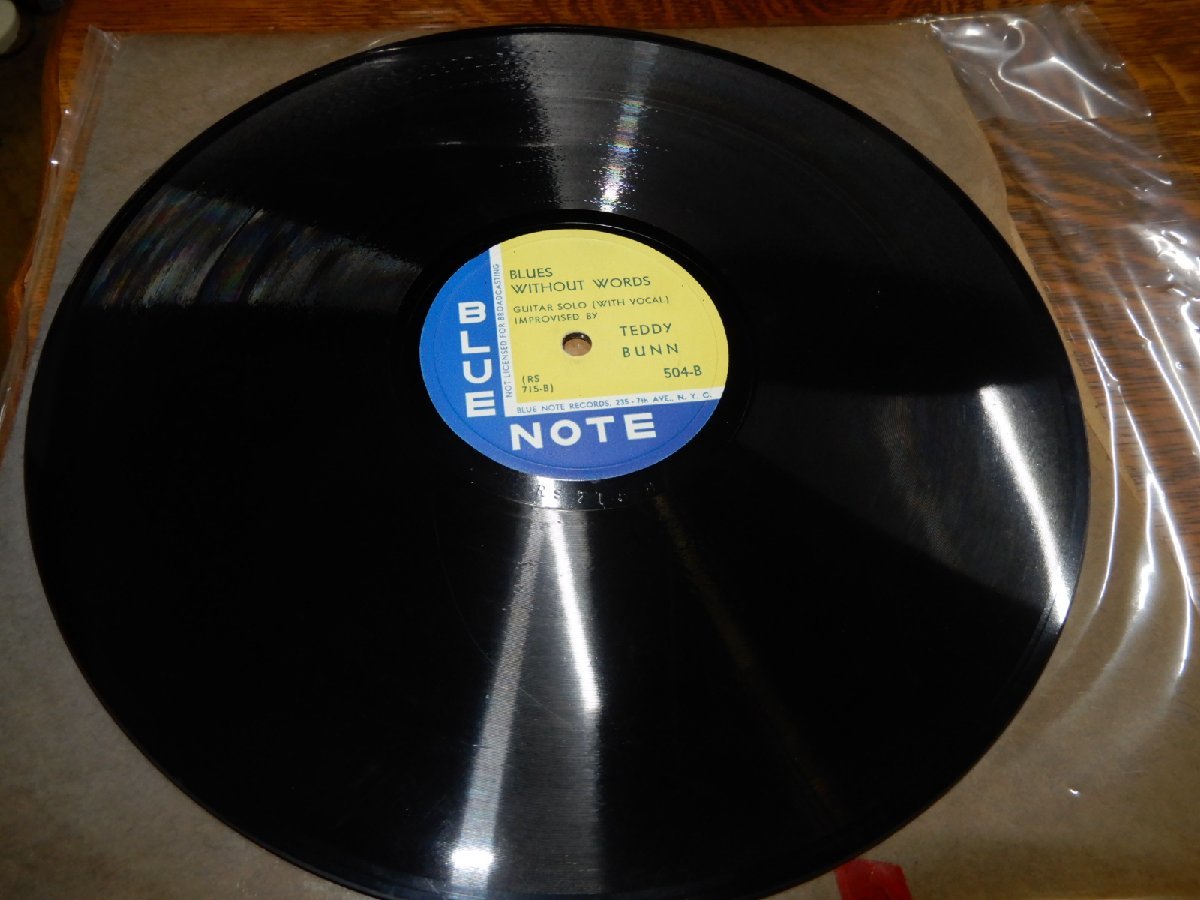 BLUES
WITHOUT WORDS
GUITAR SOLO (WITH VOCAL)
IMPROVISED BY
TEDDY
BUNN
(RS
715-B)
504-B
NOT LICENSED FOR BROADCASTING
BLUE NOTE RECORDS, 235-7th AVE., N. Y. C.
BLUE
NOTE